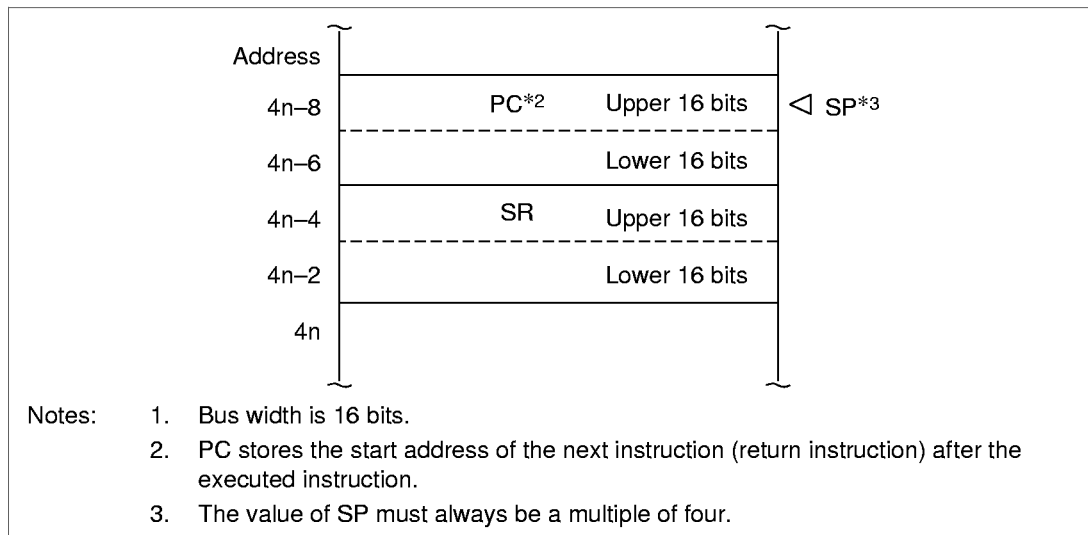 Address
4n–8 PC*2 Upper 16 bits SP*3
4n–6 Lower 16 bits
4n–4 SR Upper 16 bits
4n–2 Lower 16 bits
4n
Notes: 1. Bus width is 16 bits.
2. PC stores the start address of the next instruction (return instruction) after the
executed instruction.
3. The value of SP must always be a multiple of four.